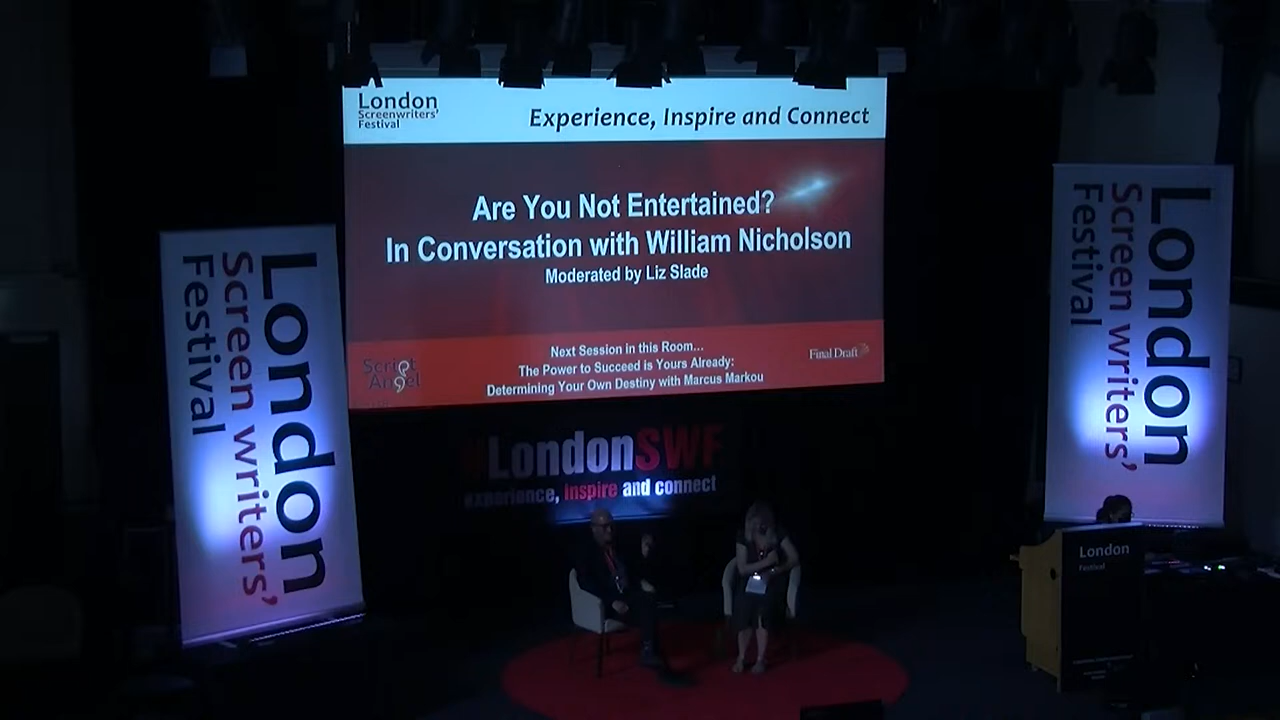 London
Screenwriters'
Festival
Experience, Inspire and Connect
Are You Not Entertained?
In Conversation with William Nicholson
Moderated by Liz Slade
Next Session in this Room...
The Power to Succeed is Yours Already:
Determining Your Own Destiny with Marcus Markou
Script
Angel
Final Draft
London
Screen writers'
Festival
London
Screen writers'
Festival
#LondonSWF
experience, inspire and connect
London
Festival